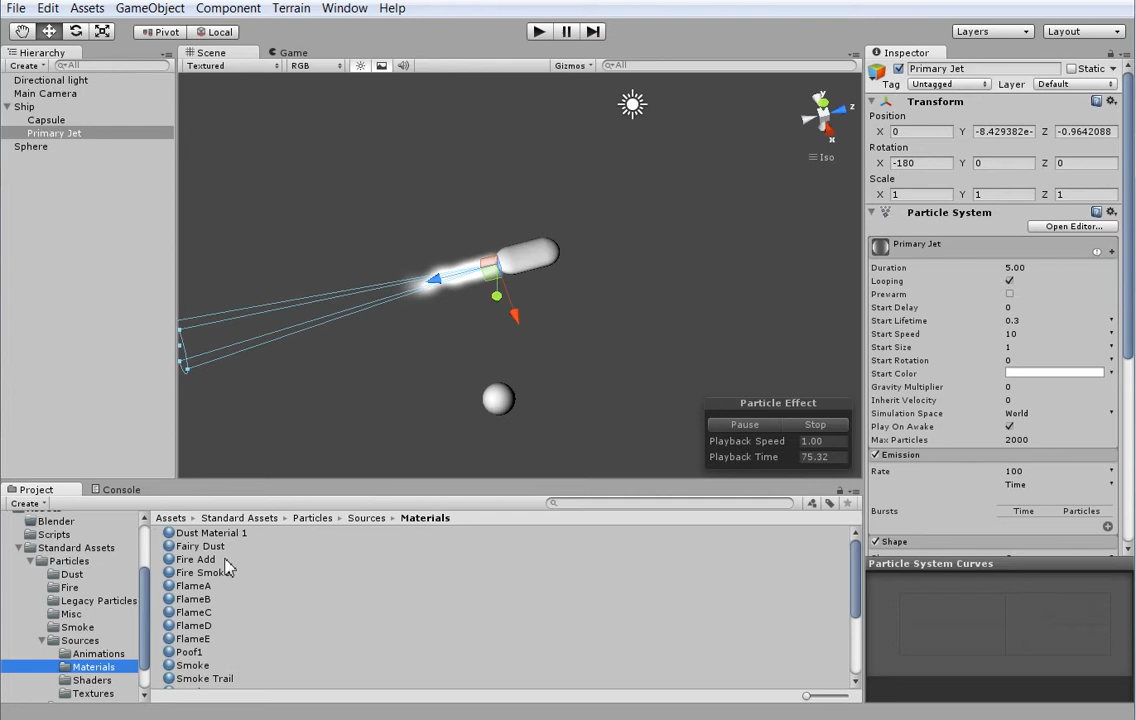 File Edit Assets GameObject Component Terrain Window Help
Pivot Local Layers Layout
Hierarchy Scene Game Inspector
Create All Textured RGB Gizmos All
Directional light
Main Camera
Ship
Capsule
Primary Jet
Sphere
y z x
Iso
Particle Effect
Pause Stop
Playback Speed 1.00
Playback Time 75.32
Primary Jet Static
Tag Untagged Layer Default
Transform
Position
X 0 Y -8.429382e- Z -0.9642088
Rotation
X -180 Y 0 Z 0
Scale
X 1 Y 1 Z 1
Particle System
Open Editor...
Primary Jet
Duration 5.00
Looping
Prewarm
Start Delay 0
Start Lifetime 0.3
Start Speed 10
Start Size 1
Start Rotation 0
Start Color
Gravity Multiplier 0
Inherit Velocity 0
Simulation Space World
Play On Awake
Max Particles 2000
Emission
Rate 100
Time
Bursts Time Particles
Shape
Particle System Curves
Project Console
Create
Blender
Scripts
Standard Assets
Particles
Dust
Fire
Legacy Particles
Misc
Smoke
Sources
Animations
Materials
Shaders
Textures
Assets Standard Assets Particles Sources Materials
Dust Material 1
Fairy Dust
Fire Add
Fire Smoke
FlameA
FlameB
FlameC
FlameD
FlameE
Poof1
Smoke
Smoke Trail